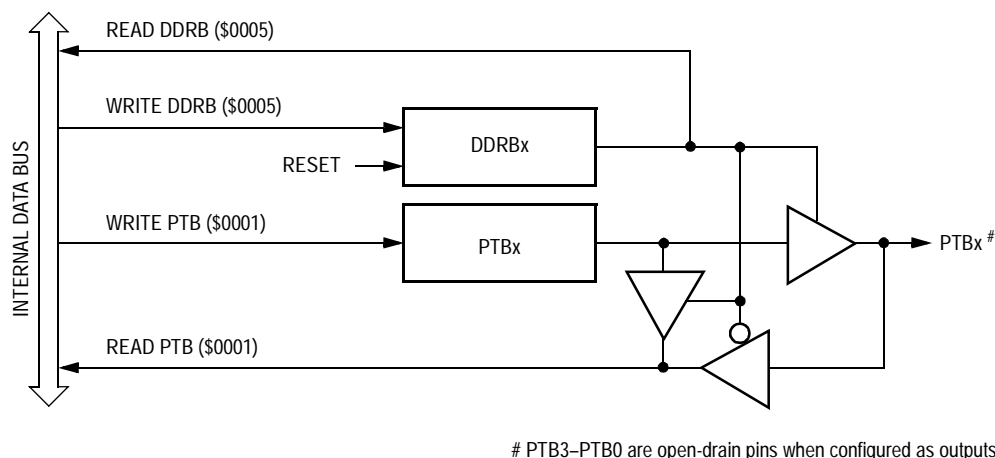 READ DDRB ($0005)
WRITE DDRB ($0005)
DDRBx
RESET
INTERNAL DATA BUS
WRITE PTB ($0001)
PTBx
PTBx #
READ PTB ($0001)
# PTB3–PTB0 are open-drain pins when configured as outputs